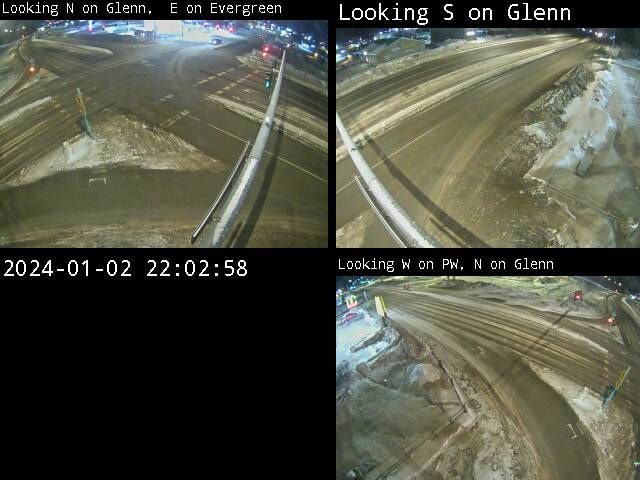 Looking N on Glenn, E on Evergreen
Looking S on Glenn
2024-01-02 22:02:58
Looking W on PW, N on Glenn